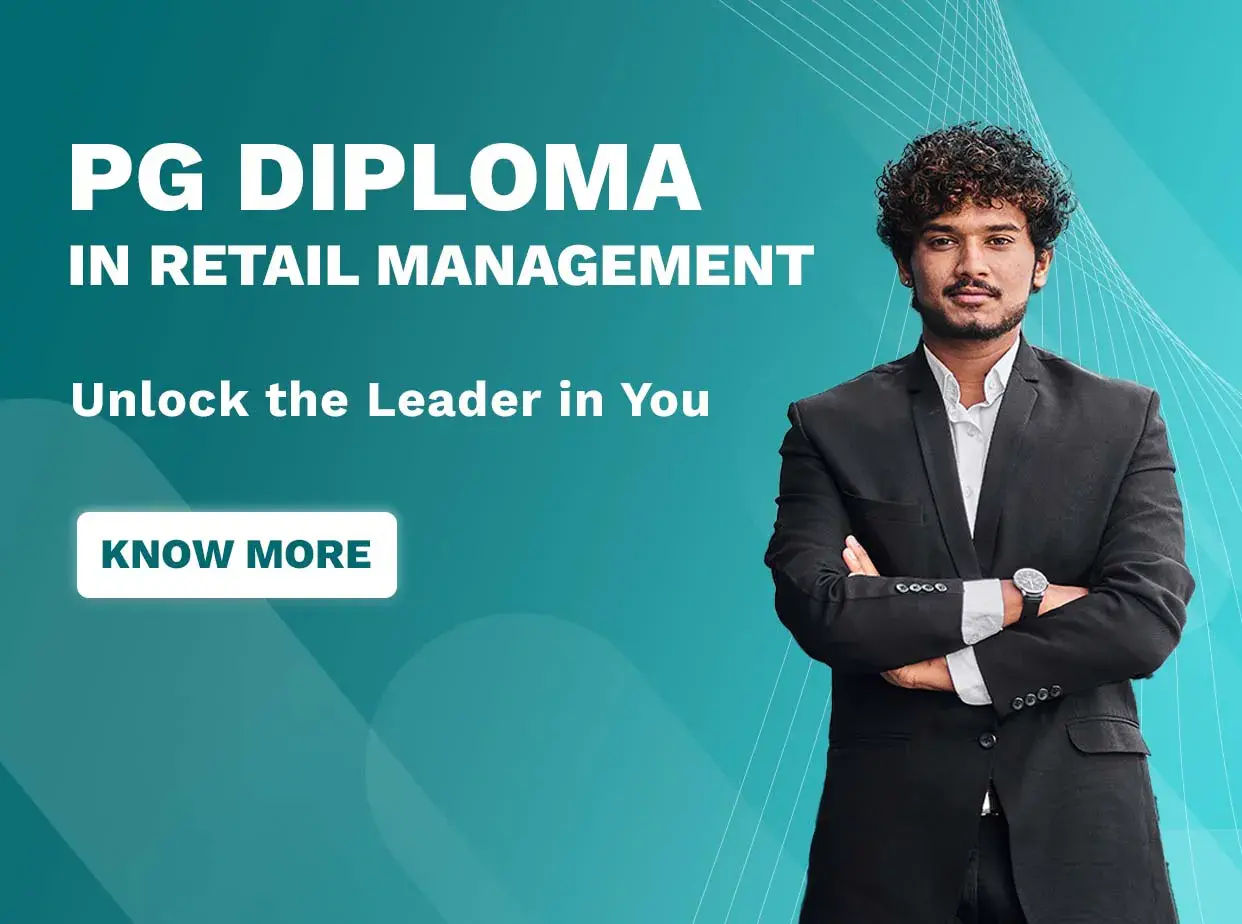 PG DIPLOMA
IN RETAIL MANAGEMENT
Unlock the Leader in You
KNOW MORE